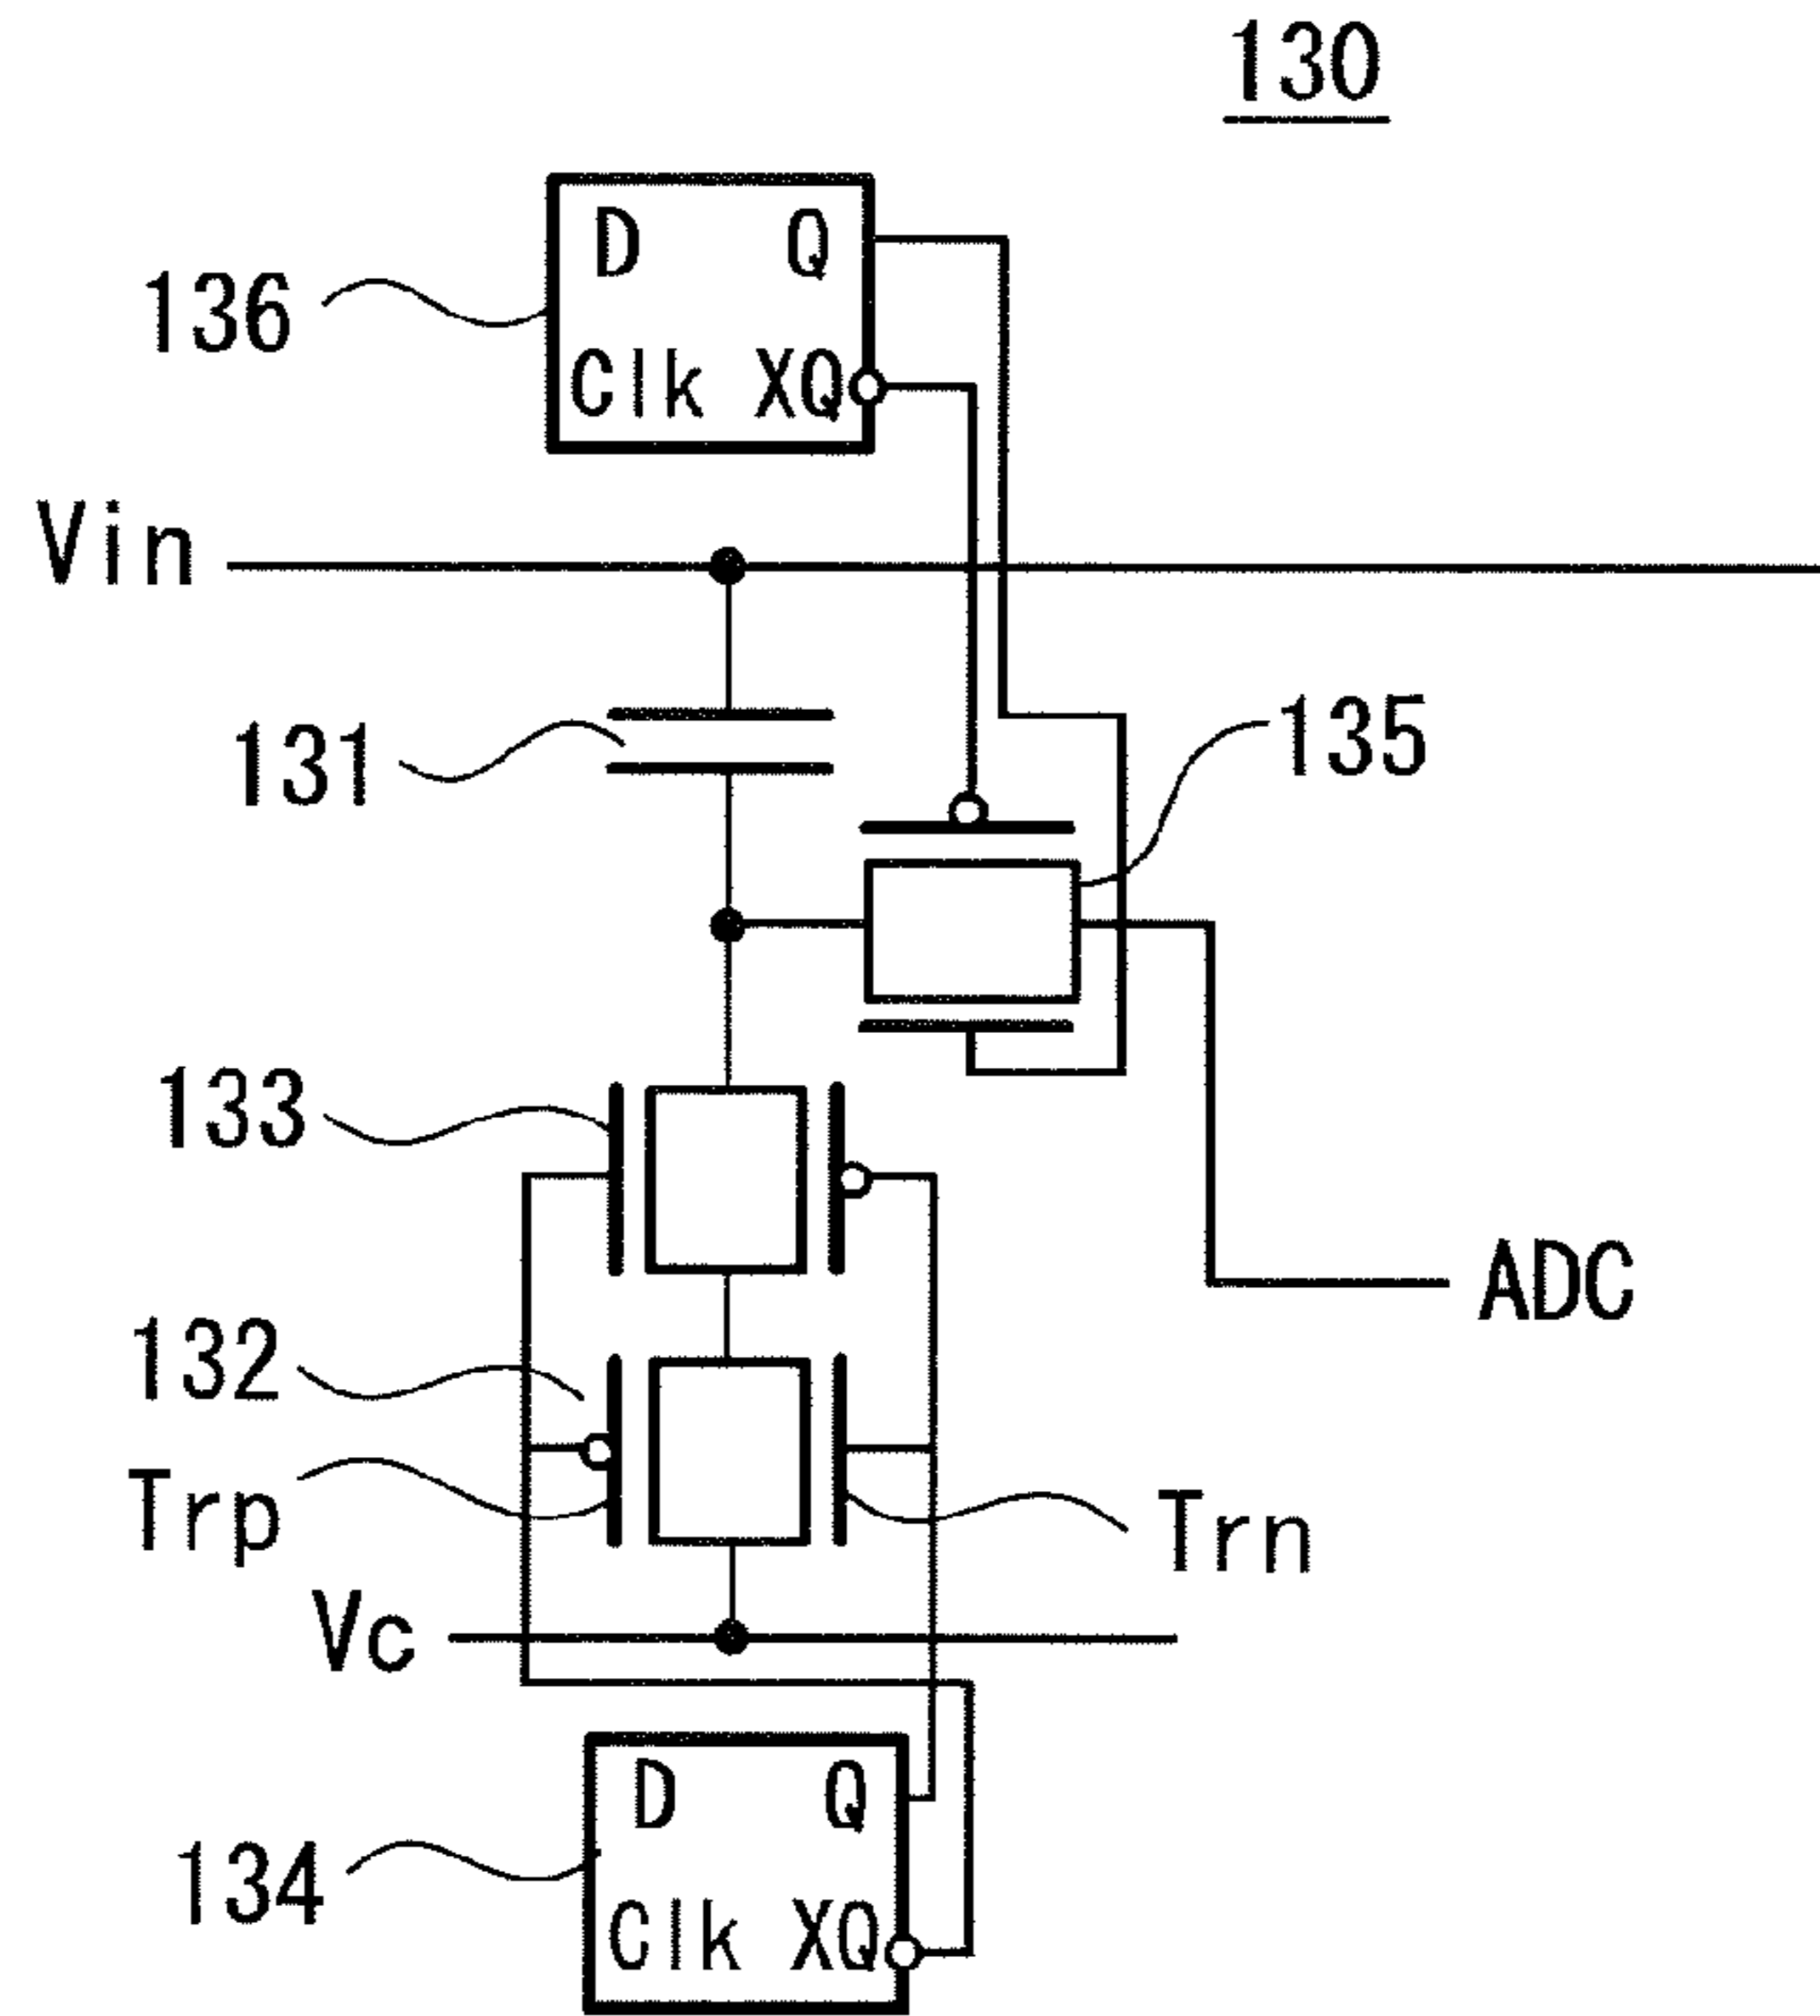 130
D Q
136
Clk XQ
Vin
131
135
133
ADC
132
Trp
Trn
Vc
D Q
134
Clk XQ